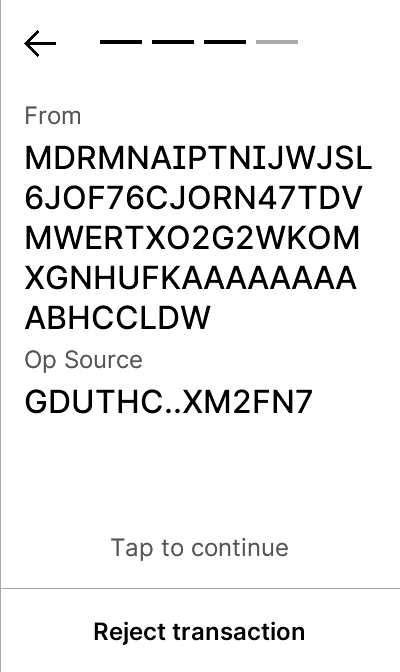 From
MDRMNAIPTNIJWJSL
6JOF76CJORN47TDV
MWERTXO2G2WKOM
XGNHUFKAAAAAAAA
ABHCCLDW
Op Source
GDUTHC..XM2FN7
Tap to continue
Reject transaction